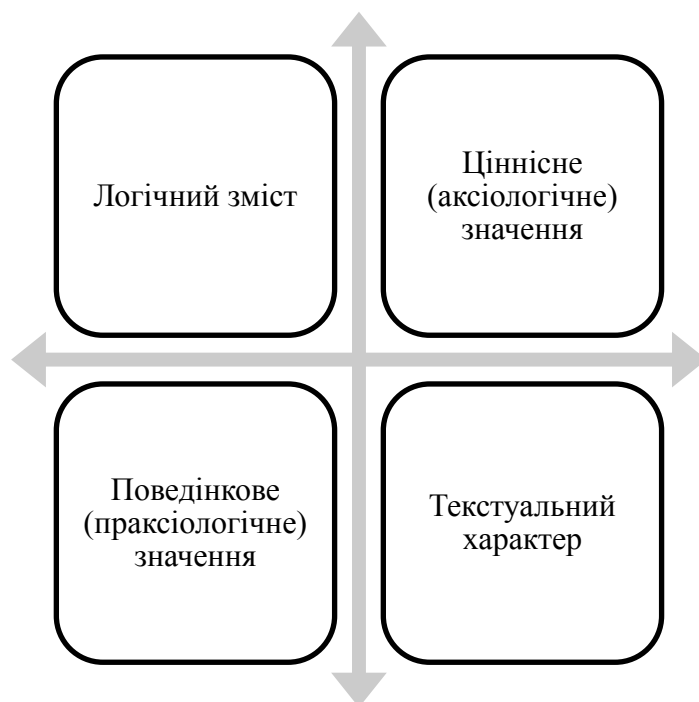 Логічний зміст
Ціннісне
(аксіологічне)
значення
Поведінкове
(праксіологічне)
значення
Текстуальний
характер